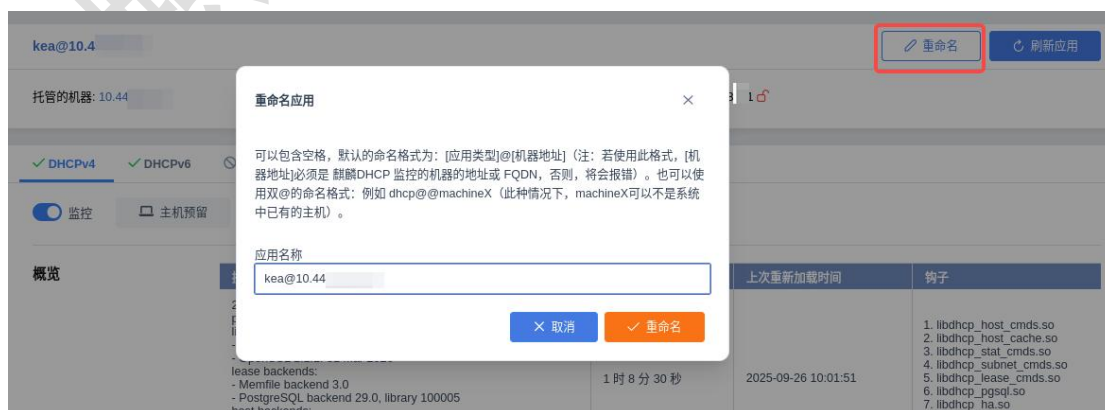 kea@10.4
重命名
刷新应用
托管的机器: 10.44
1
重命名应用
可以包含空格，默认的命名格式为：[应用类型]@[机器地址]（注：若使用此格式，[机
器地址]必须是 麒麟DHCP 监控的机器的地址或 FQDN，否则，将会报错）。也可以使
用双@的命名格式：例如 dhcp@@machineX（此种情况下，machineX可以不是系统
中已有的主机）。
应用名称
kea@10.44
取消
重命名
DHCPv4
DHCPv6
监控
主机预留
概览
上次重新加载时间
钩子
lease backends:
- Memfile backend 3.0
- PostgreSQL backend 29.0, library 100005
1 时 8 分 30 秒
2025-09-26 10:01:51
1. libdhcp_host_cmds.so
2. libdhcp_host_cache.so
3. libdhcp_stat_cmds.so
4. libdhcp_subnet_cmds.so
5. libdhcp_lease_cmds.so
6. libdhcp_pgsql.so
7. libdhcp_ha.so